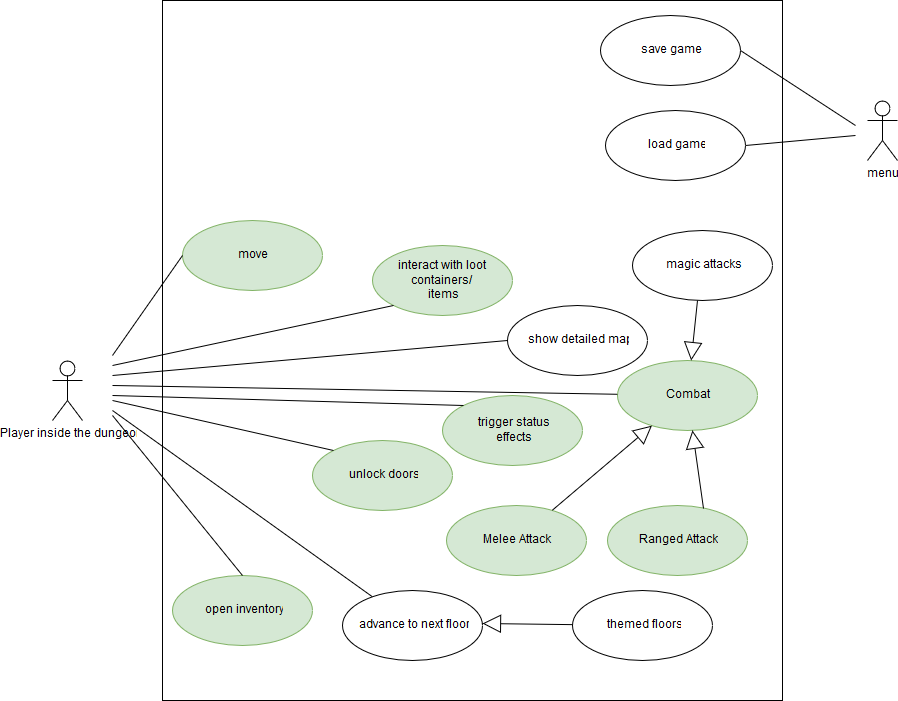 save game
load game
menu
move
interact with loot
containers/
items
magic attacks
show detailed map
Combat
trigger status
effects
Player inside the dungeo
unlock doors
Melee Attack
Ranged Attack
open inventory
advance to next floor
themed floors